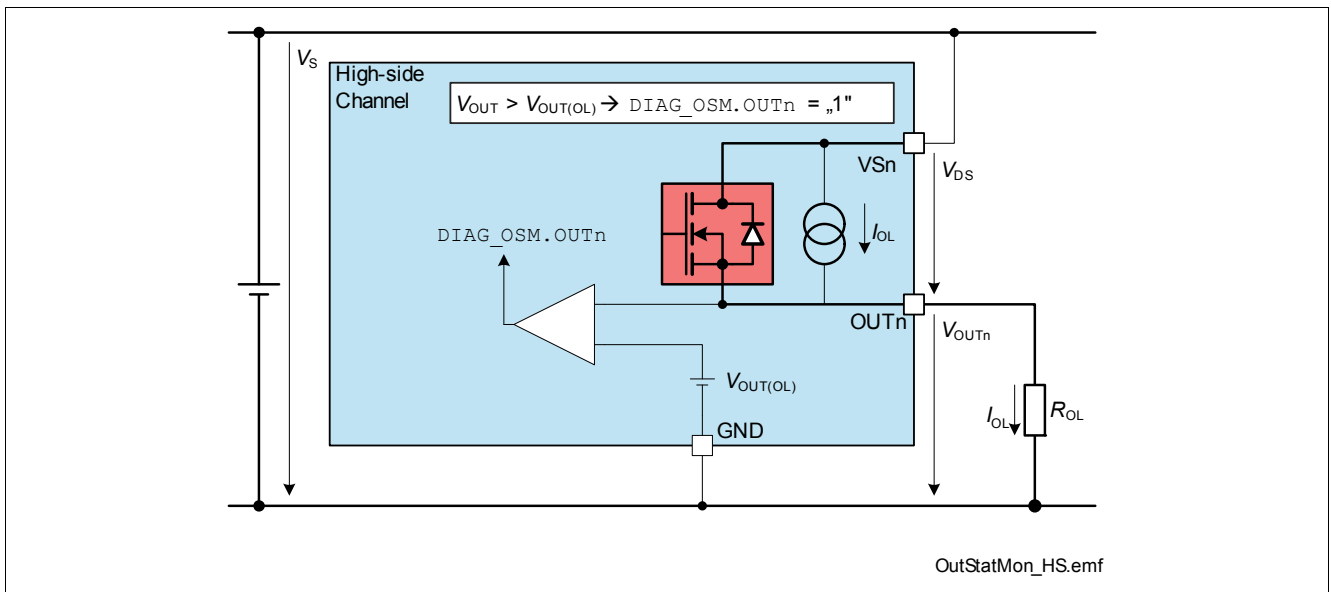 VS
High-side
Channel
VOUT > VOUT(OL) → DIAG_OSM.OUTn = „1"
VSn
VDS
IOL
DIAG_OSM.OUTn
OUTn
VOUTn
VOUT(OL)
IOL
ROL
GND
OutStatMon_HS.emf